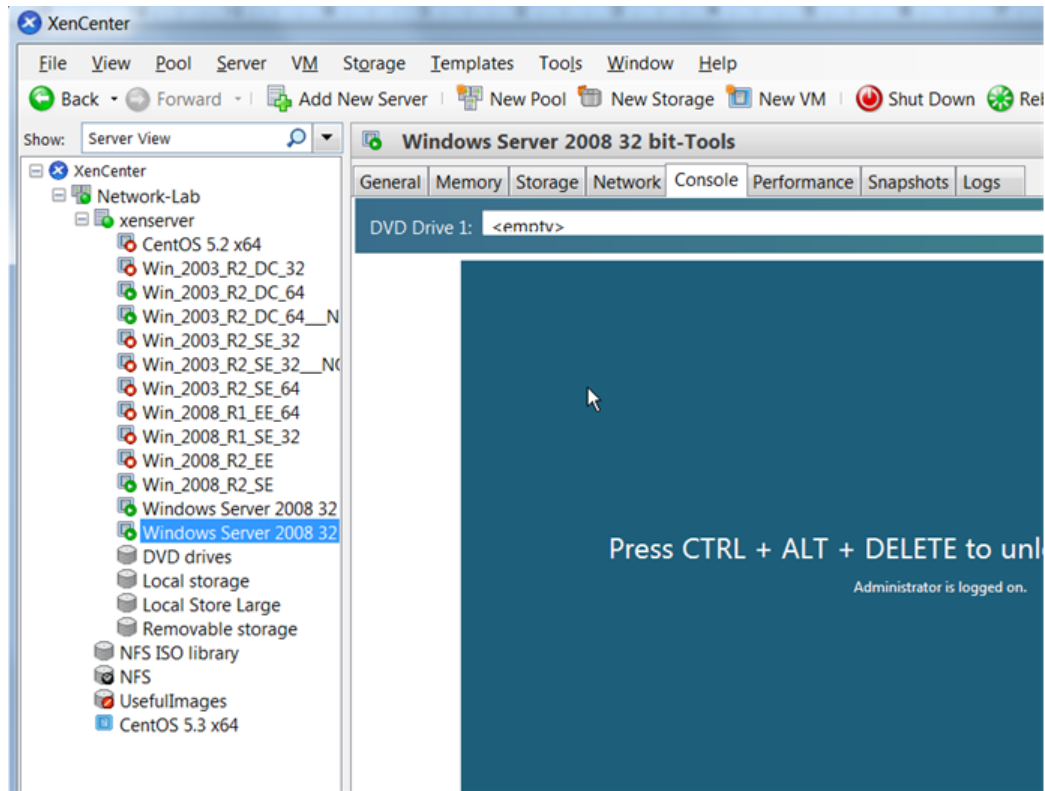 XenCenter
File View Pool Server VM Storage Templates Tools Window Help
Back Forward Add New Server New Pool New Storage New VM Shut Down Reb
Show: Server View
Windows Server 2008 32 bit-Tools
General Memory Storage Network Console Performance Snapshots Logs
DVD Drive 1: <empty>
XenCenter
Network-Lab
xenserver
CentOS 5.2 x64
Win_2003_R2_DC_32
Win_2003_R2_DC_64
Win_2003_R2_DC_64__N
Win_2003_R2_SE_32
Win_2003_R2_SE_32__NO
Win_2003_R2_SE_64
Win_2008_R1_EE_64
Win_2008_R1_SE_32
Win_2008_R2_EE
Win_2008_R2_SE
Windows Server 2008 32
Windows Server 2008 32
DVD drives
Local storage
Local Store Large
Removable storage
NFS ISO library
NFS
UsefulImages
CentOS 5.3 x64
Press CTRL + ALT + DELETE to unl
Administrator is logged on.